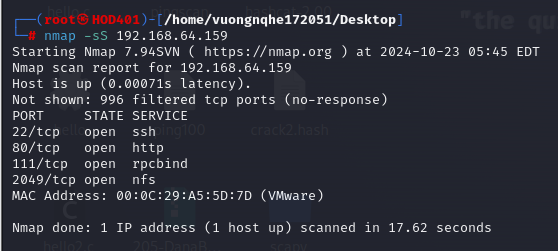 "the qu
┌──(root㉿HOD401)-[/home/vuongnqhe172051/Desktop]
└─# nmap -sS 192.168.64.159
Starting Nmap 7.94SVN ( https://nmap.org ) at 2024-10-23 05:45 EDT
Nmap scan report for 192.168.64.159
Host is up (0.00071s latency).
Not shown: 996 filtered tcp ports (no-response)
PORT     STATE SERVICE
22/tcp   open  ssh
80/tcp   open  http
111/tcp  open  rpcbind
2049/tcp open  nfs
MAC Address: 00:0C:29:A5:5D:7D (VMware)
Nmap done: 1 IP address (1 host up) scanned in 17.62 seconds
crack2.hash